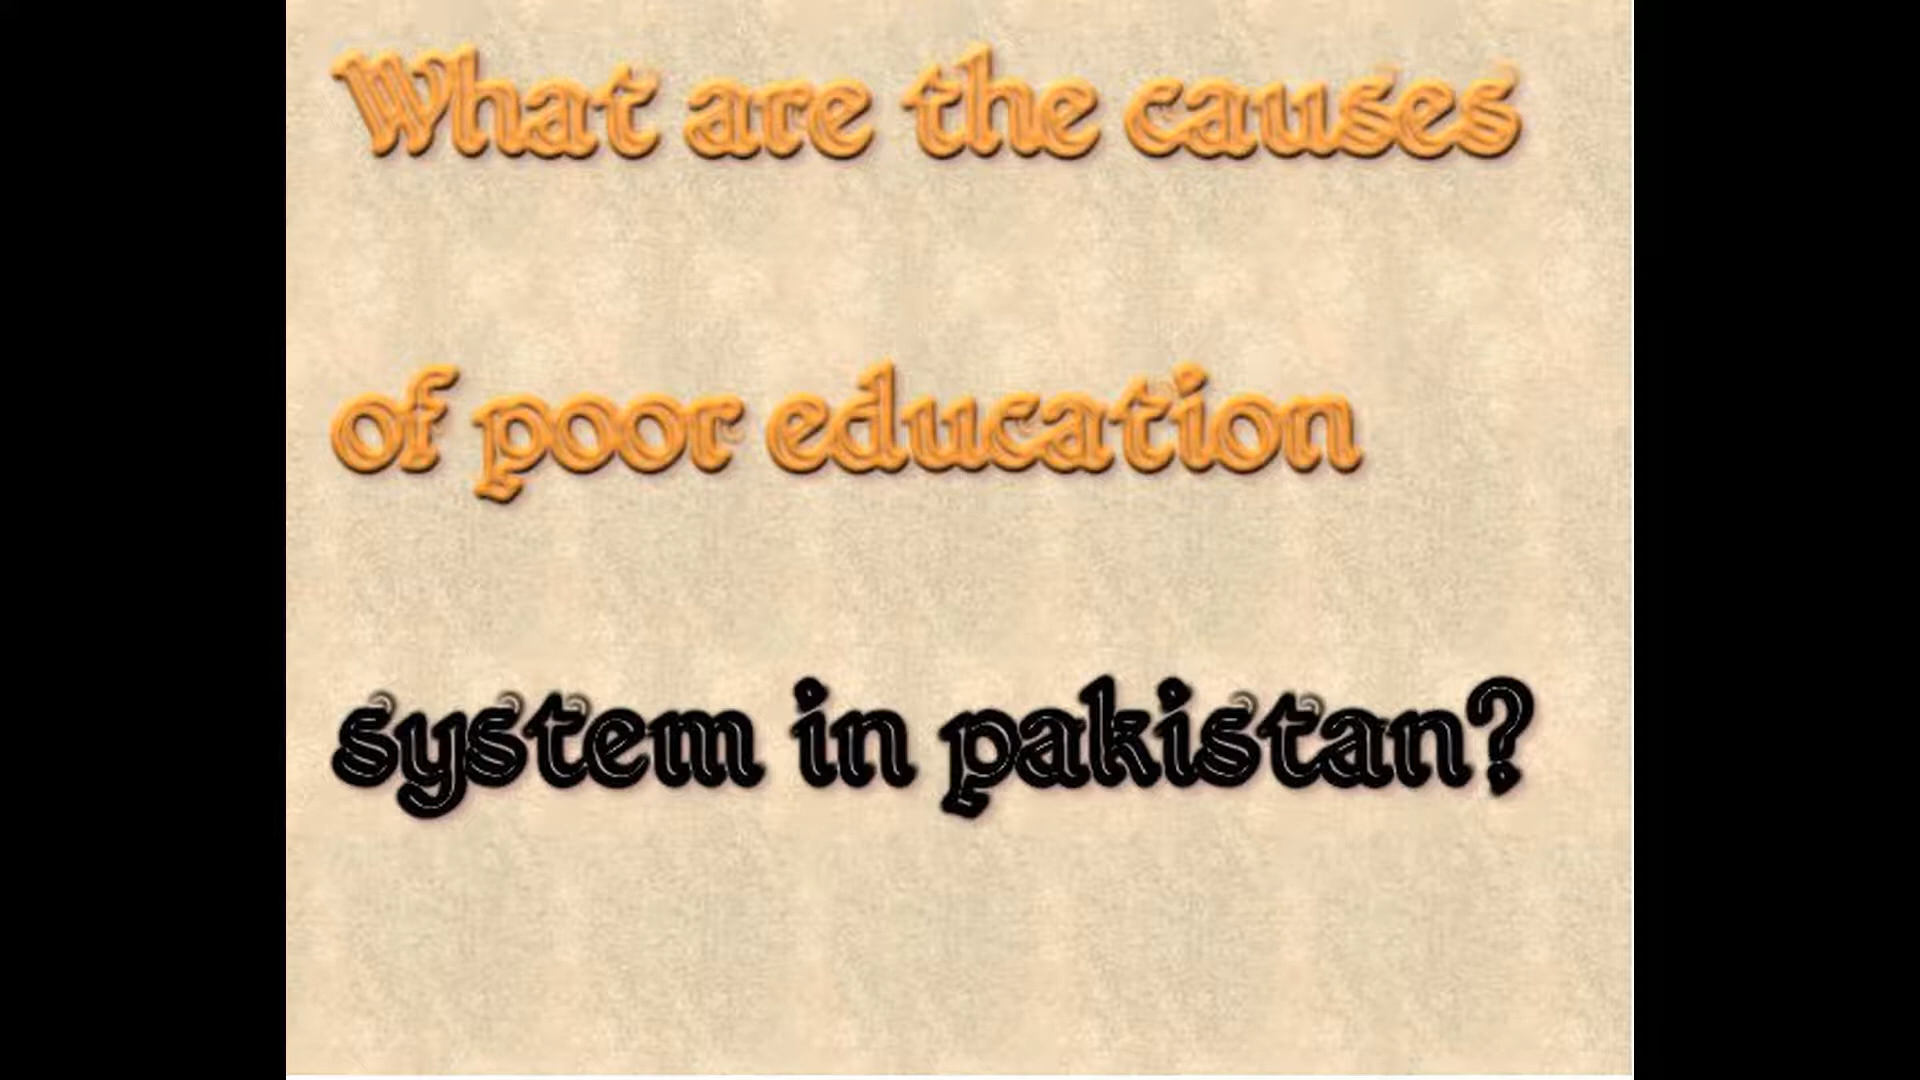 What are the causes
of poor education
system in pakistan?